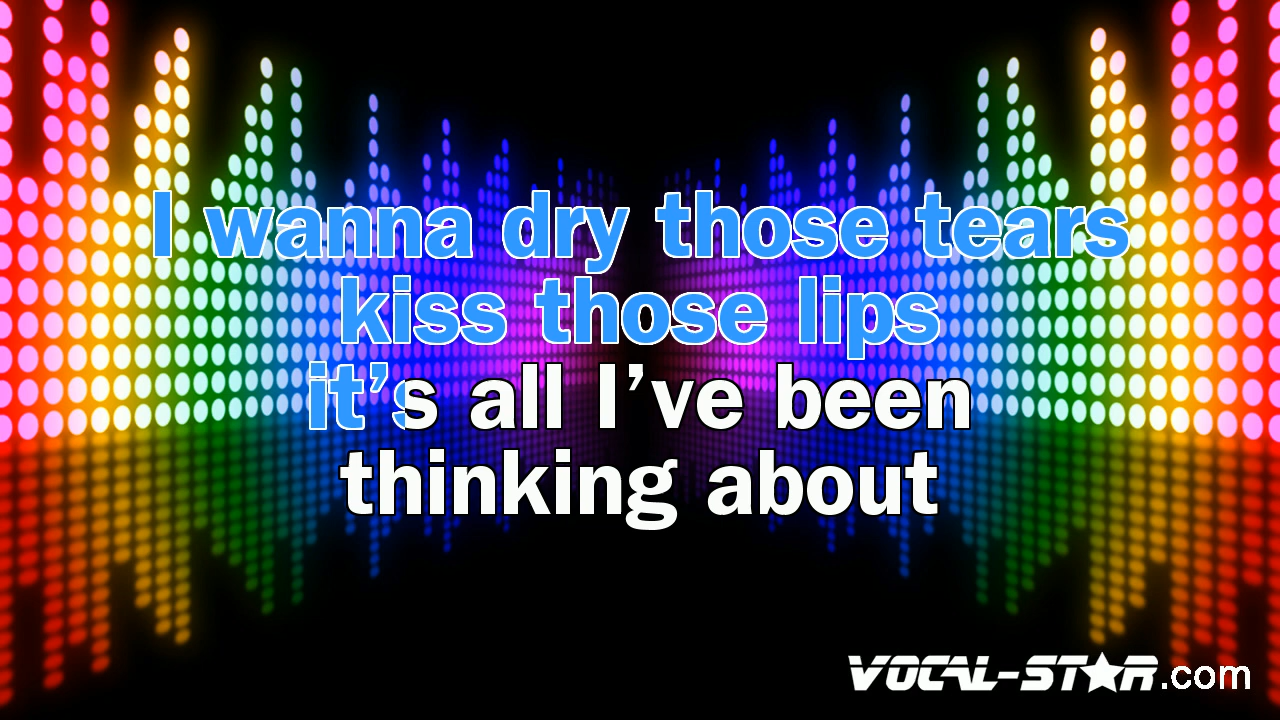 I wanna dry those tears
kiss those lips
it’s all I’ve been
thinking about
VOCAL-STAR.com